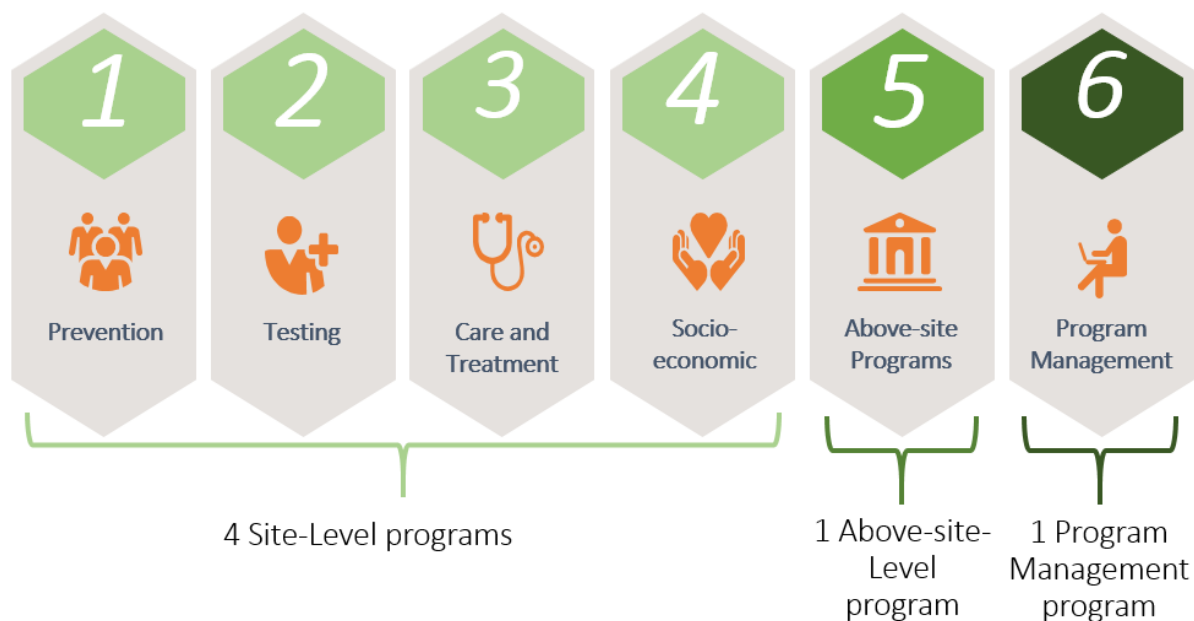 1
2
3
4
5
6
Prevention
Testing
Care and
Treatment
Socio-
economic
Above-site
Programs
Program
Management
4 Site-Level programs
1 Above-site-
Level
program
1 Program
Management
program